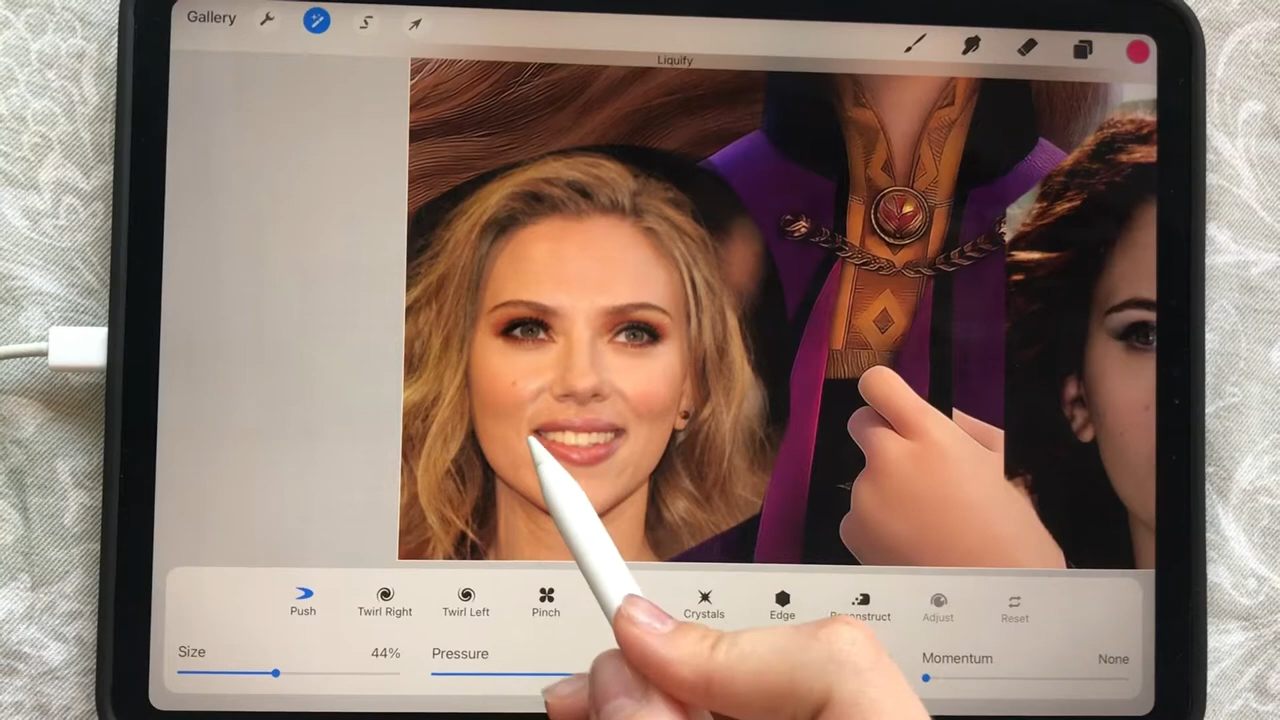 Gallery
Liquify
Push
Twirl Right
Twirl Left
Pinch
Crystals
Edge
Adjust
Reset
Size
44%
Pressure
Momentum
None